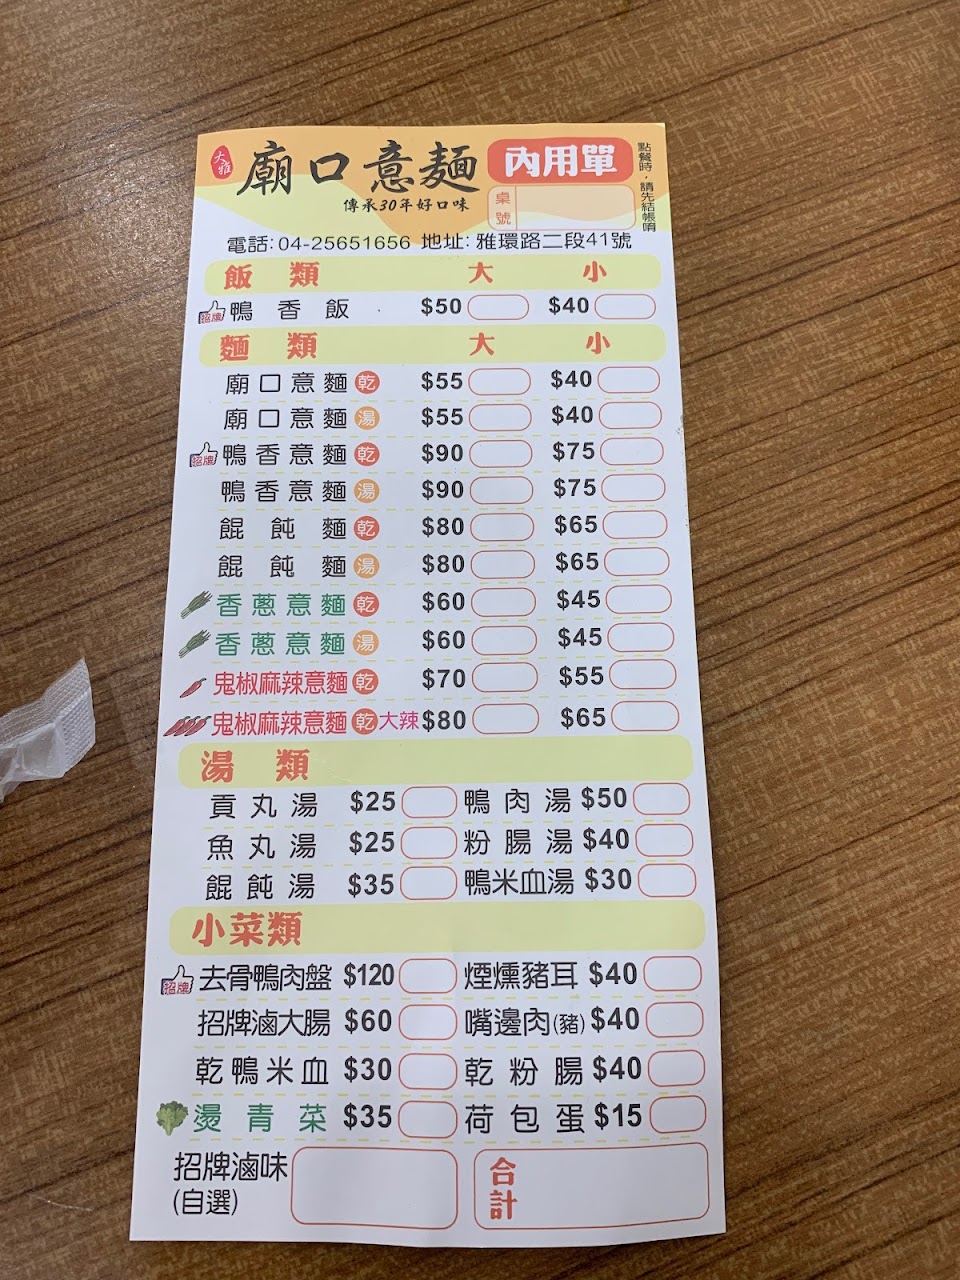 大雅 廟口意麵 內用單
傳承30年好口味
桌號
點餐時，請先結帳唷
電話:04-25651656 地址:雅環路二段41號
飯類 大 小
招牌 鴨香飯 $50 $40
麵類 大 小
廟口意麵 乾 $55 $40
廟口意麵 湯 $55 $40
招牌 鴨香意麵 乾 $90 $75
鴨香意麵 湯 $90 $75
餛飩麵 乾 $80 $65
餛飩麵 湯 $80 $65
香蔥意麵 乾 $60 $45
香蔥意麵 湯 $60 $45
鬼椒麻辣意麵 乾 $70 $55
鬼椒麻辣意麵 乾 大辣 $80 $65
湯類
貢丸湯 $25 鴨肉湯 $50
魚丸湯 $25 粉腸湯 $40
餛飩湯 $35 鴨米血湯 $30
小菜類
招牌 去骨鴨肉盤 $120 煙燻豬耳 $40
招牌滷大腸 $60 嘴邊肉(豬) $40
乾鴨米血 $30 乾粉腸 $40
燙青菜 $35 荷包蛋 $15
招牌滷味
(自選)
合計